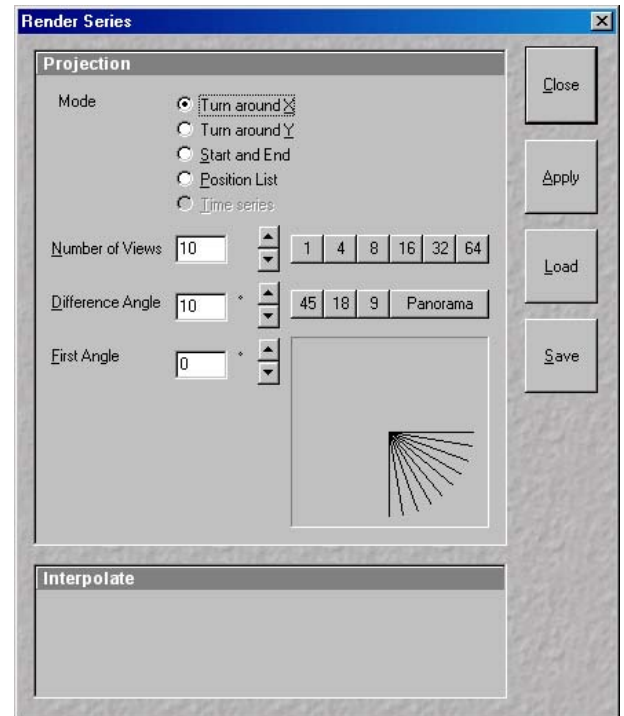 Render Series
Projection
Close
Mode
Turn around X
Turn around Y
Start and End
Position List
Time series
Apply
Number of Views 10 1 4 8 16 32 64
Load
Difference Angle 10 ° 45 18 9 Panorama
First Angle 0 °
Save
Interpolate